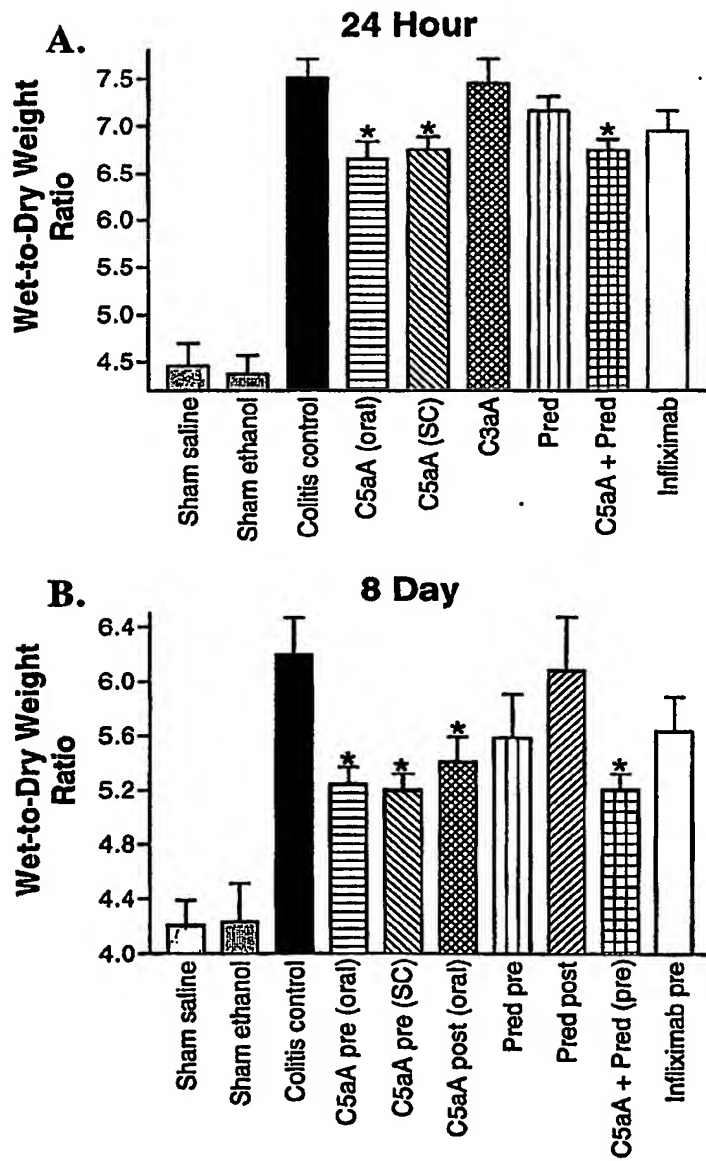 A.
24 Hour
Wet-to-Dry Weight
Ratio
7.5
7.0
6.5
6.0
5.5
5.0
4.5
*
*
*
Sham saline
Sham ethanol
Colitis control
C5aA (oral)
C5aA (SC)
C3aA
Pred
C5aA + Pred
Infliximab
B.
8 Day
Wet-to-Dry Weight
Ratio
6.4
6.0
5.6
5.2
4.8
4.4
4.0
*
*
*
*
Sham saline
Sham ethanol
Colitis control
C5aA pre (oral)
C5aA pre (SC)
C5aA post (oral)
Pred pre
Pred post
C5aA + Pred (pre)
Infliximab pre